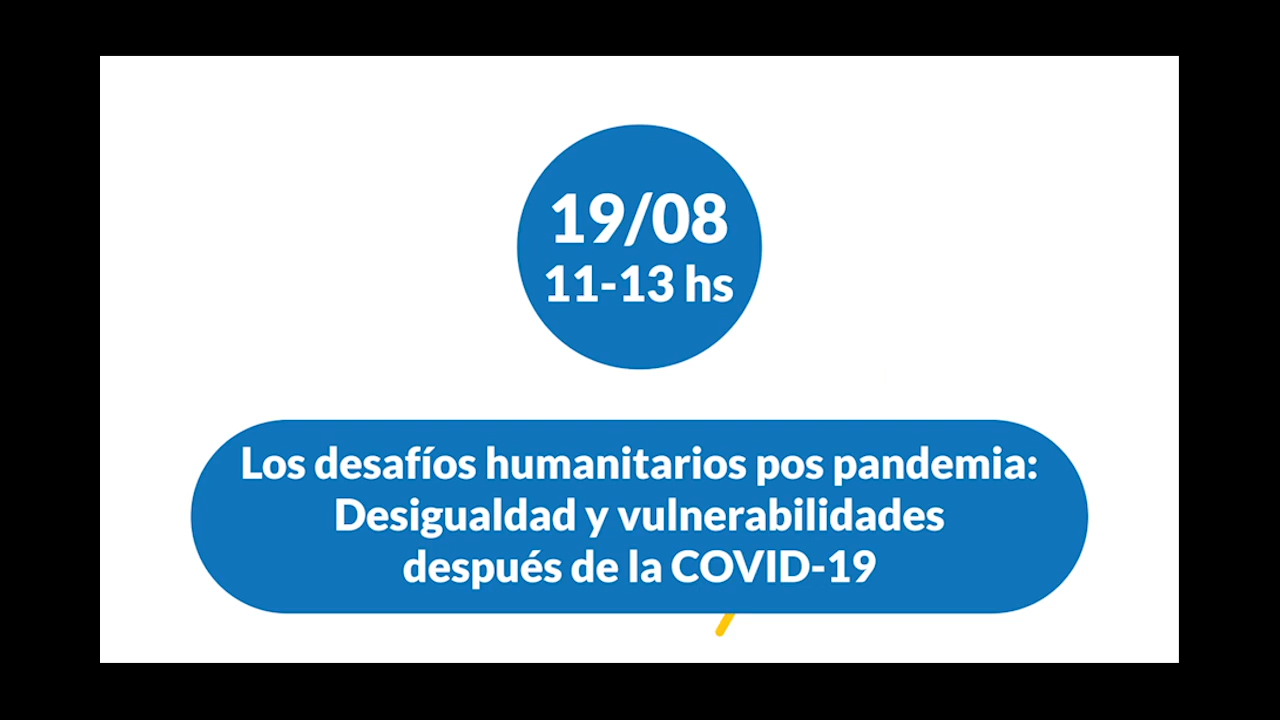 19/08
11-13 hs
Los desafíos humanitarios pos pandemia:
Desigualdad y vulnerabilidades
después de la COVID-19